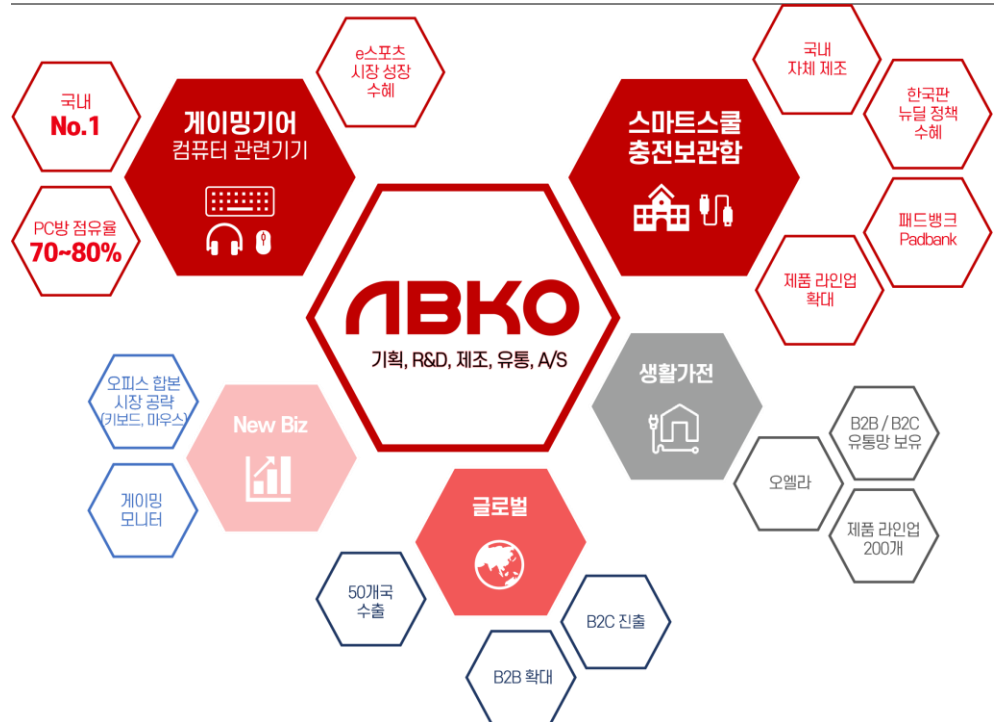 국내
No.1
PC방 점유율
70~80%
게이밍기어
컴퓨터 관련기기
e스포츠
시장 성장
수혜
스마트스쿨
충전보관함
국내
자체 제조
한국판
뉴딜 정책
수혜
패드뱅크
Padbank
제품 라인업
확대
ABKO
기획, R&D, 제조, 유통, A/S
오피스 합본
시장 공략
(키보드, 마우스)
게이밍
모니터
New Biz
글로벌
50개국
수출
B2B 확대
B2C 진출
생활가전
오엘라
B2B / B2C
유통망 보유
제품 라인업
200개